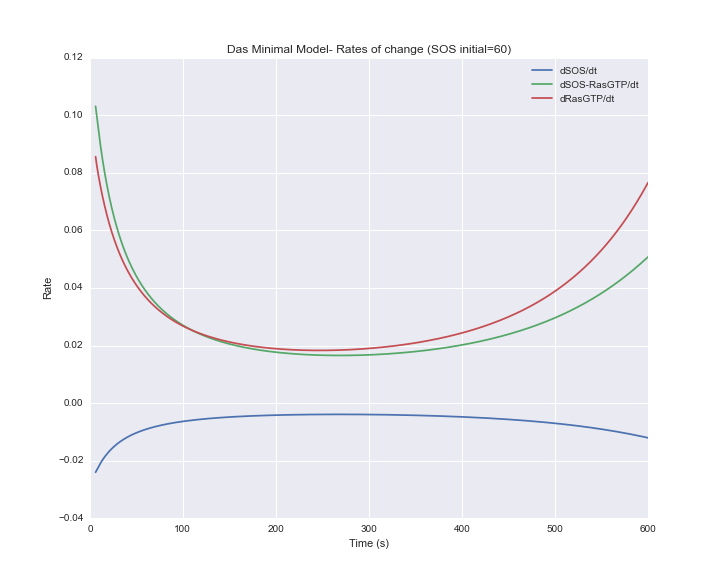 Das Minimal Model- Rates of change (SOS initial=60)
dSOS/dt
dSOS-RasGTP/dt
dRasGTP/dt
0.12
0.10
0.08
0.06
0.04
0.02
0.00
−0.02
−0.04
Rate
0 100 200 300 400 500 600
Time (s)